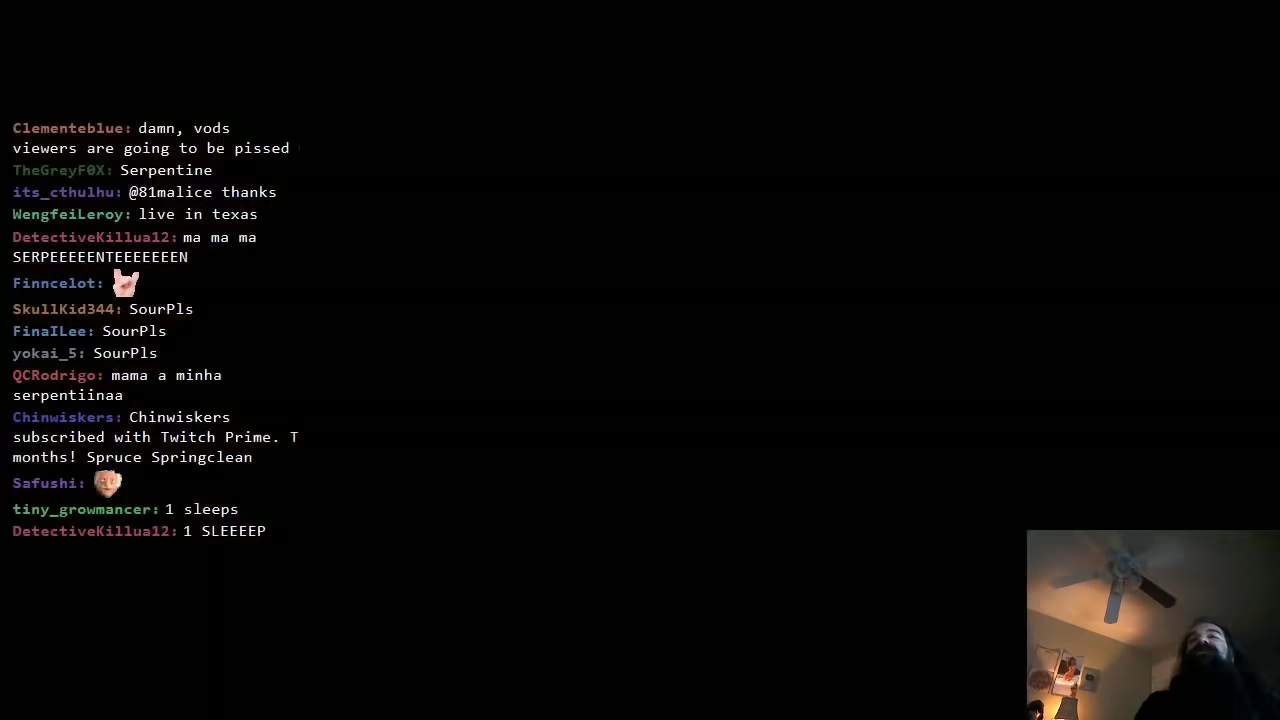 Clementeblue: damn, vods
viewers are going to be pissed
TheGreyF0X: Serpentine
its_cthulhu: @81malice thanks
WengfeiLeroy: live in texas
DetectiveKillua12: ma ma ma
SERPEEEEENTEEEEEEEN
Finncelot:
SkullKid344: SourPls
FinaILee: SourPls
yokai_5: SourPls
QCRodrigo: mama a minha
serpentiinaa
Chinwiskers: Chinwiskers
subscribed with Twitch Prime. T
months! Spruce Springclean
Safushi:
tiny_growmancer: 1 sleeps
DetectiveKillua12: 1 SLEEEEP